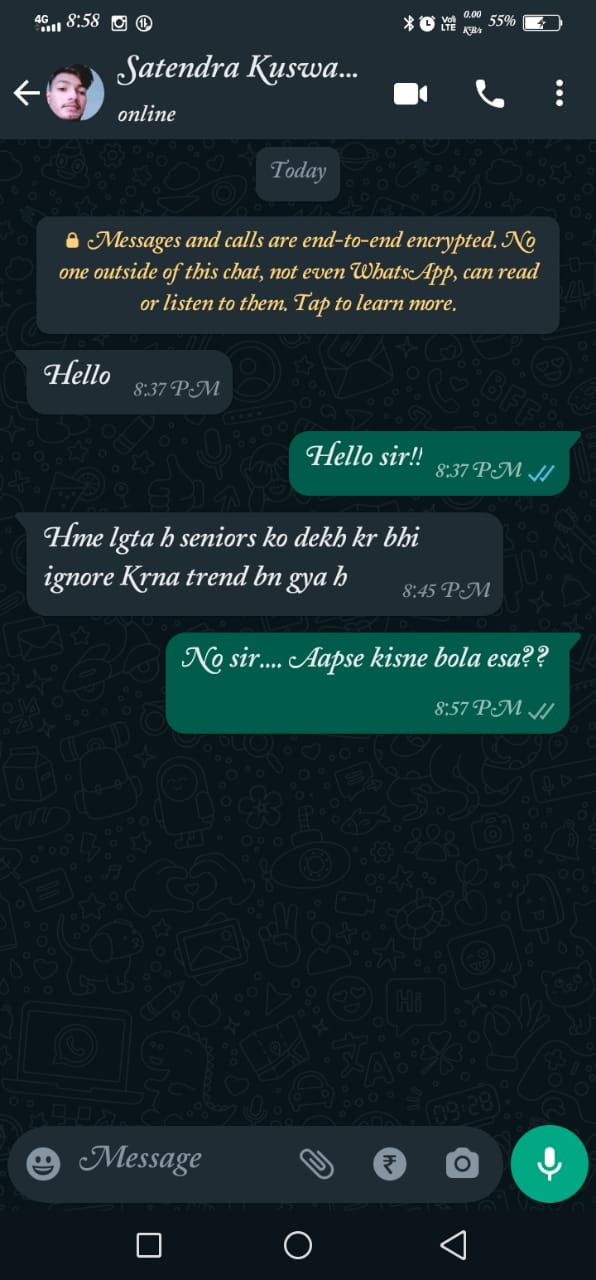 4G 8:58 Vo) LTE 0.00 KB/s 55%
Satendra Kuswa...
online
Today
Messages and calls are end-to-end encrypted. No
one outside of this chat, not even WhatsApp, can read
or listen to them. Tap to learn more.
Hello 8:37 PM
Hello sir!! 8:37 PM
Hme lgta h seniors ko dekh kr bhi
ignore Krna trend bn gya h 8:45 PM
No sir.... Aapse kisne bola esa??
8:57 PM
Message